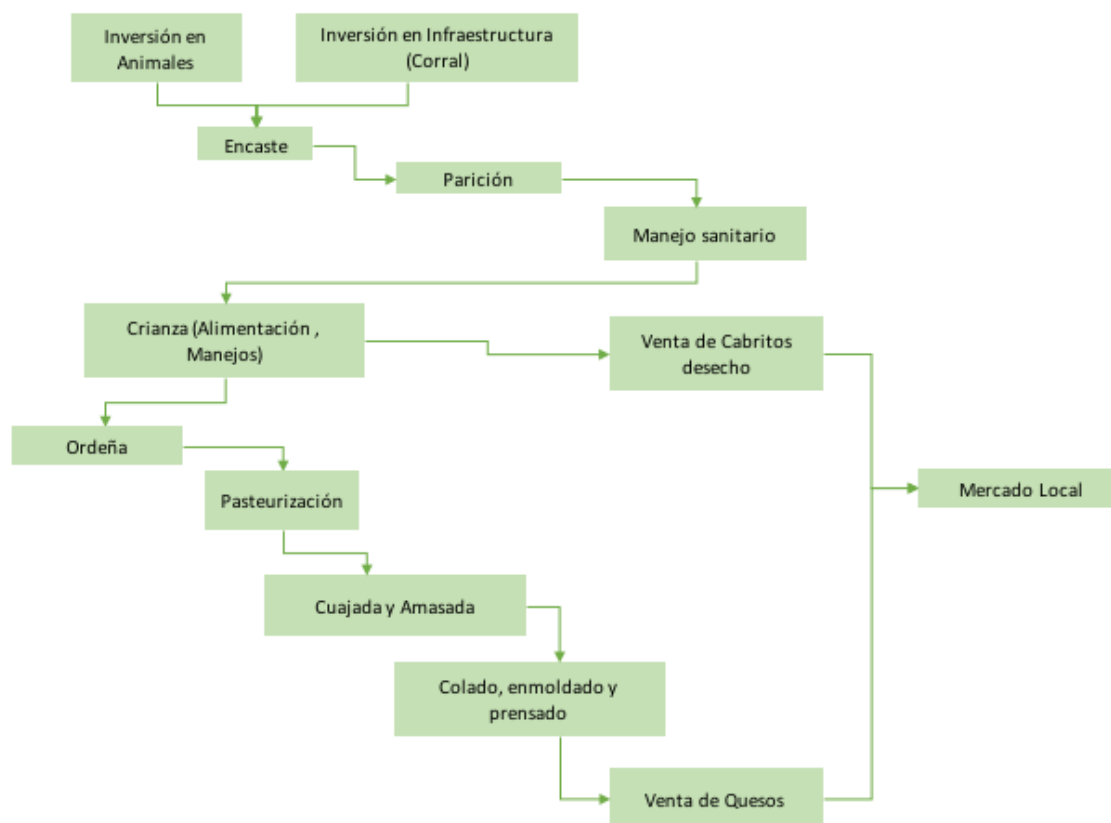 Inversión en
Animales
Inversión en Infraestructura
(Corral)
Encaste
Parición
Manejo sanitario
Crianza (Alimentación ,
Manejos)
Venta de Cabritos
desecho
Ordeña
Pasteurización
Mercado Local
Cuajada y Amasada
Colado, enmoldado y
prensado
Venta de Quesos